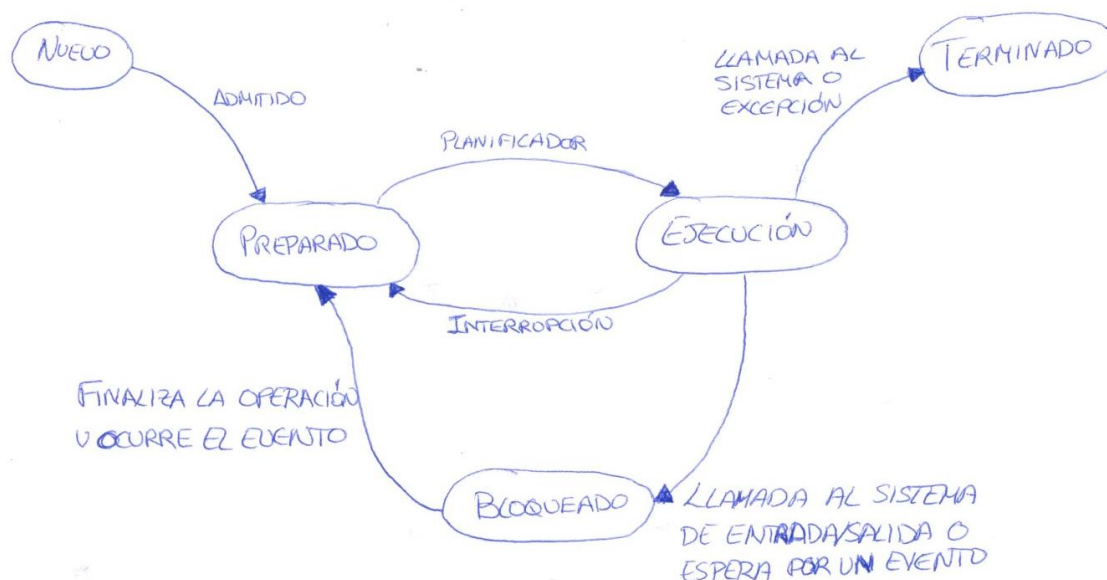 NUEVO
ADMITIDO
PLANIFICADOR
LLAMADA AL
SISTEMA O
EXCEPCIÓN
TERMINADO
PREPARADO
EJECUCIÓN
INTERRUPCIÓN
FINALIZA LA OPERACIÓN
U OCURRE EL EVENTO
BLOQUEADO
LLAMADA AL SISTEMA
DE ENTRADA/SALIDA O
ESPERA POR UN EVENTO